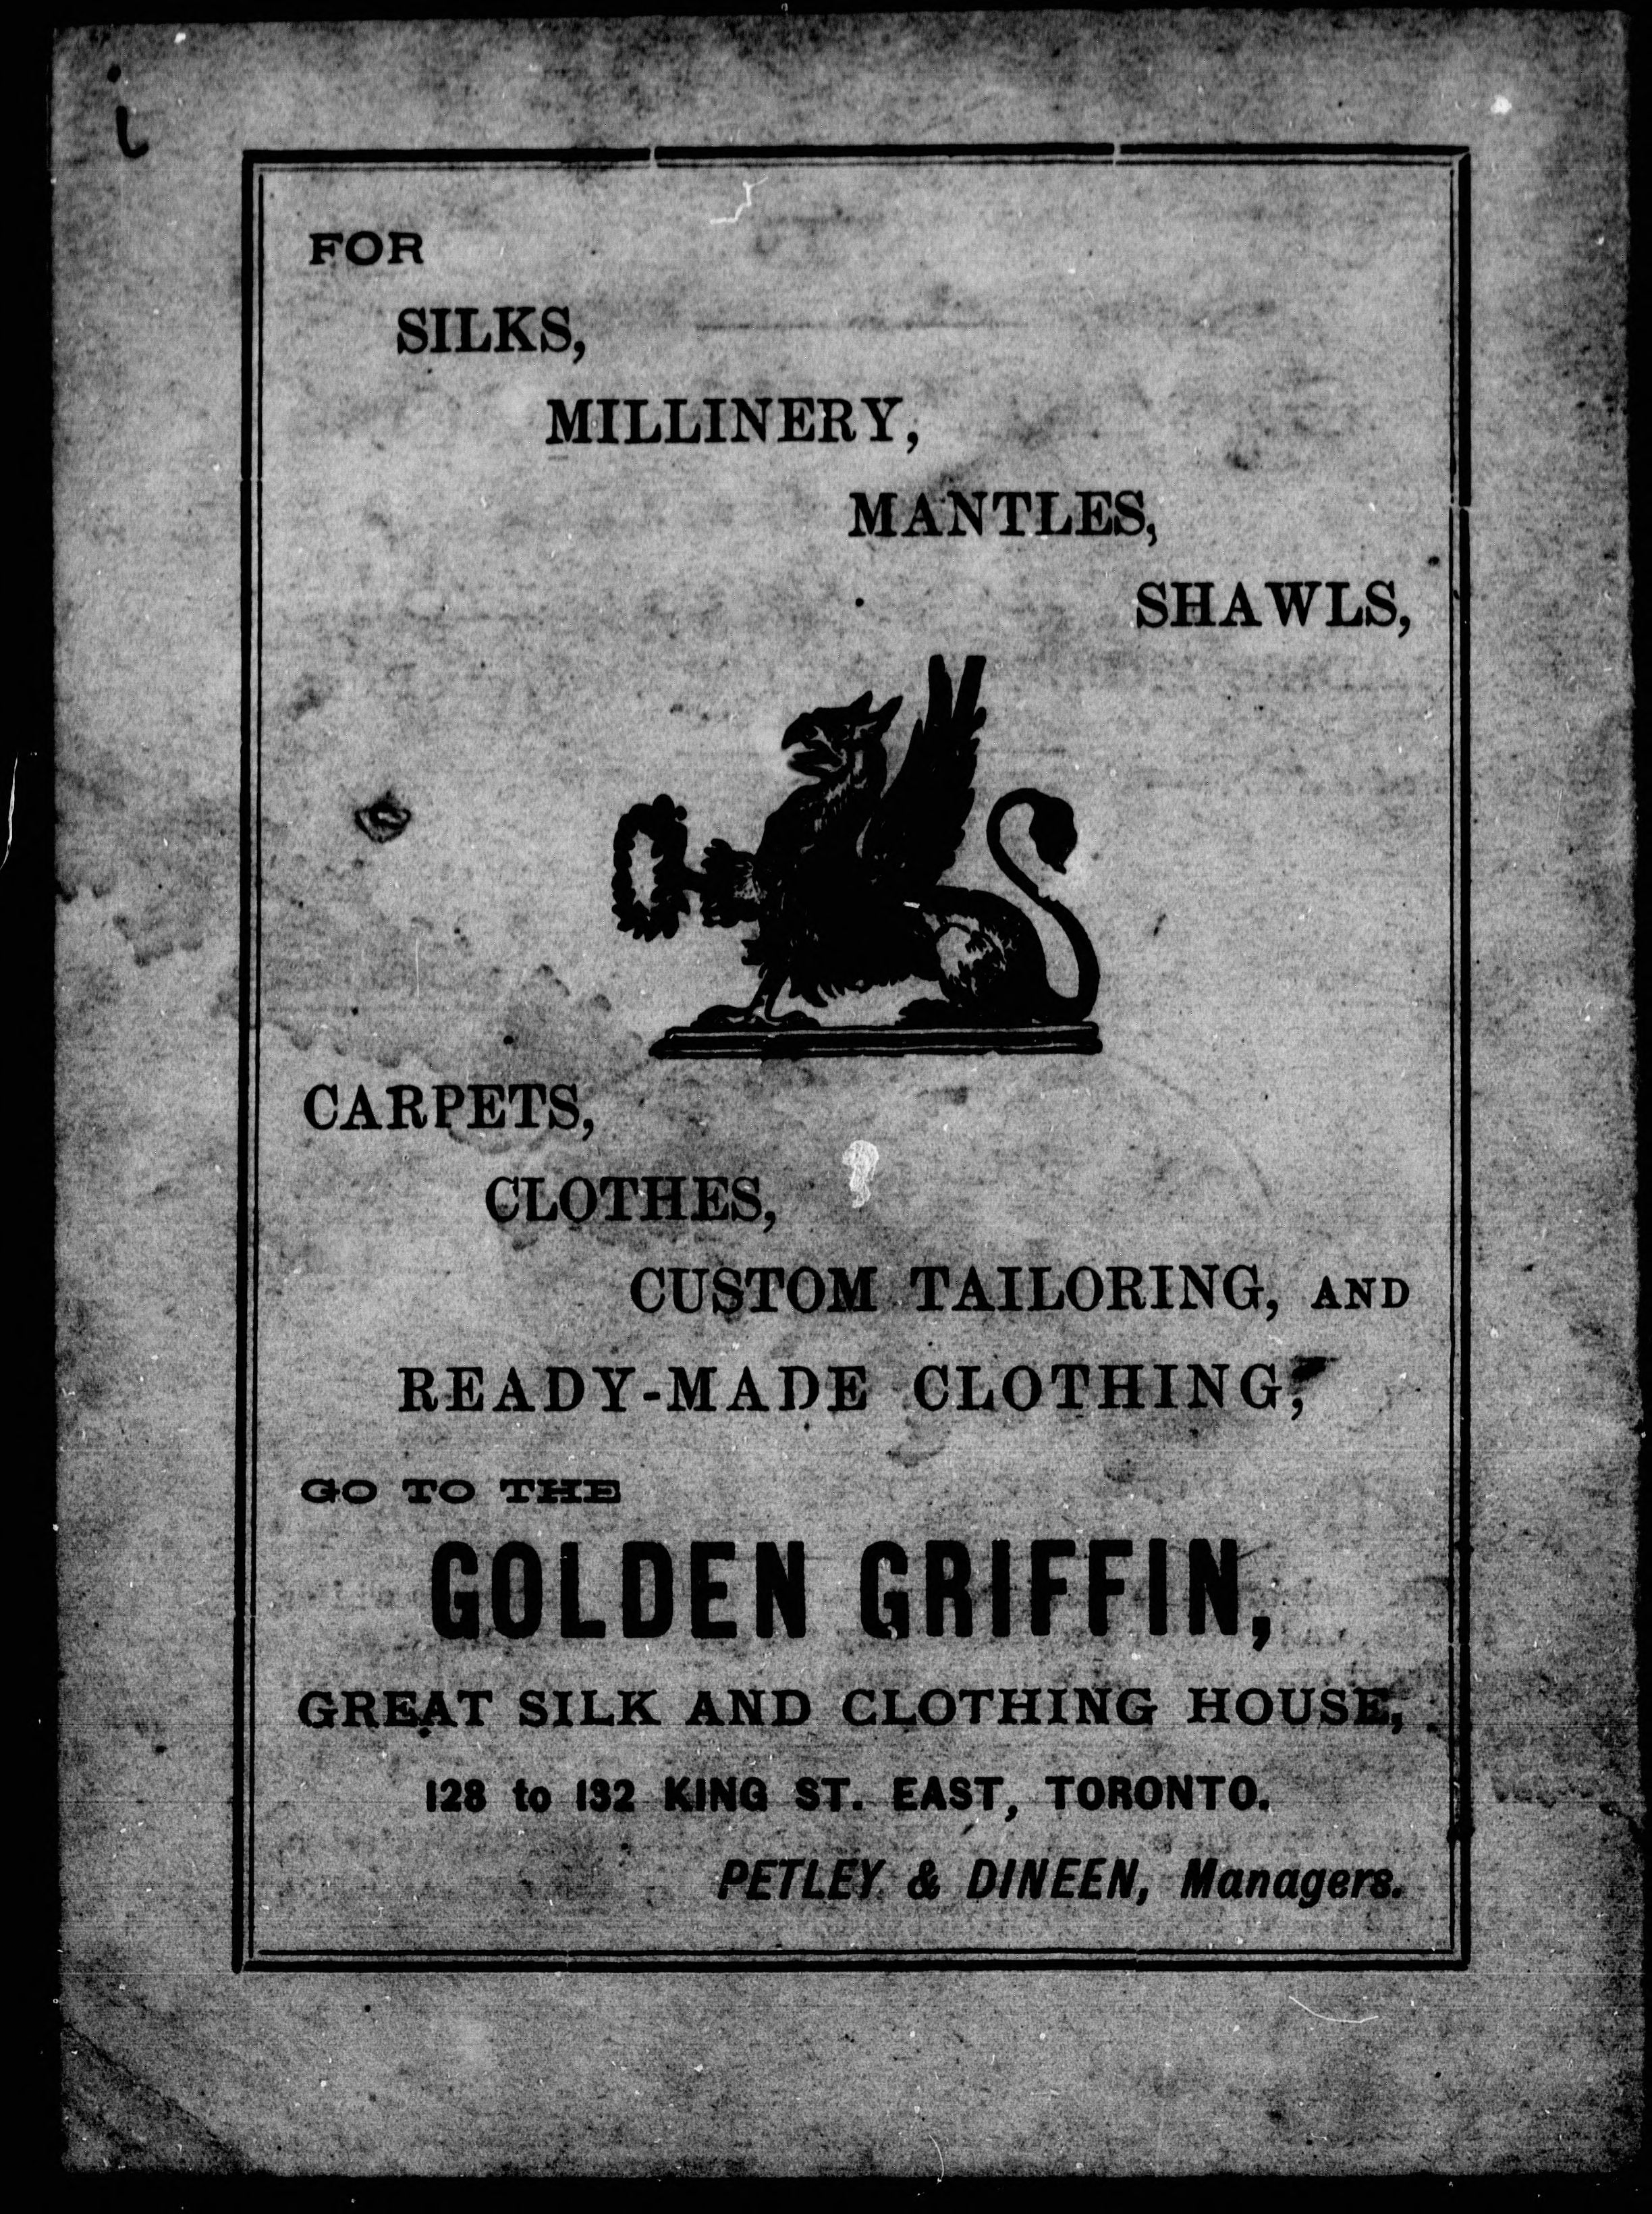 FOR
SILKS,
MILLINERY,
MANTLES,
SHAWLS,
CARPETS,
CLOTHES,
CUSTOM TAILORING, AND
READY-MADE CLOTHING,
GO TO THE
GOLDEN GRIFFIN,
GREAT SILK AND CLOTHING HOUSE,
128 to 132 KING ST. EAST, TORONTO.
PETLEY & DINEEN, Managers.